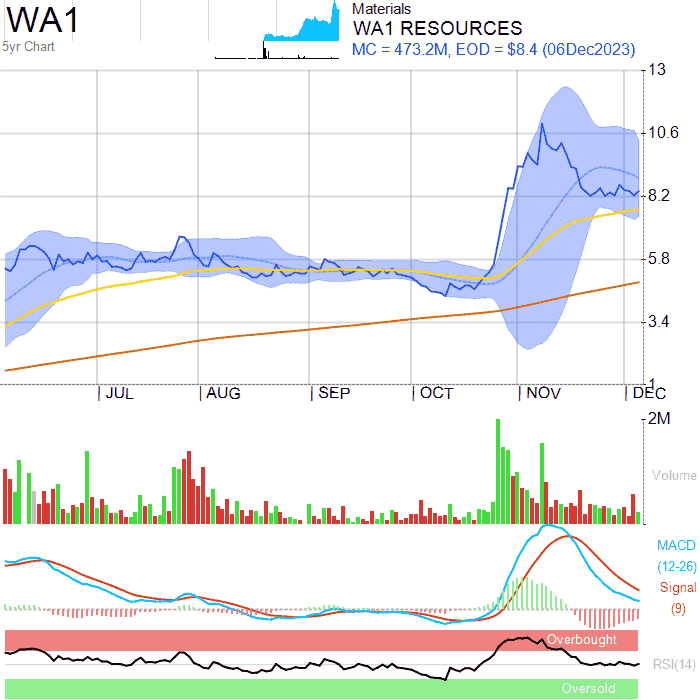 WA1
5yr Chart
Materials
WA1 RESOURCES
MC = 473.2M, EOD = $8.4 (06Dec2023)
13
10.6
8.2
5.8
3.4
1
JUL
AUG
SEP
OCT
NOV
DEC
2M
Volume
MACD
(12-26)
Signal
(9)
Overbought
RSI(14)
Oversold